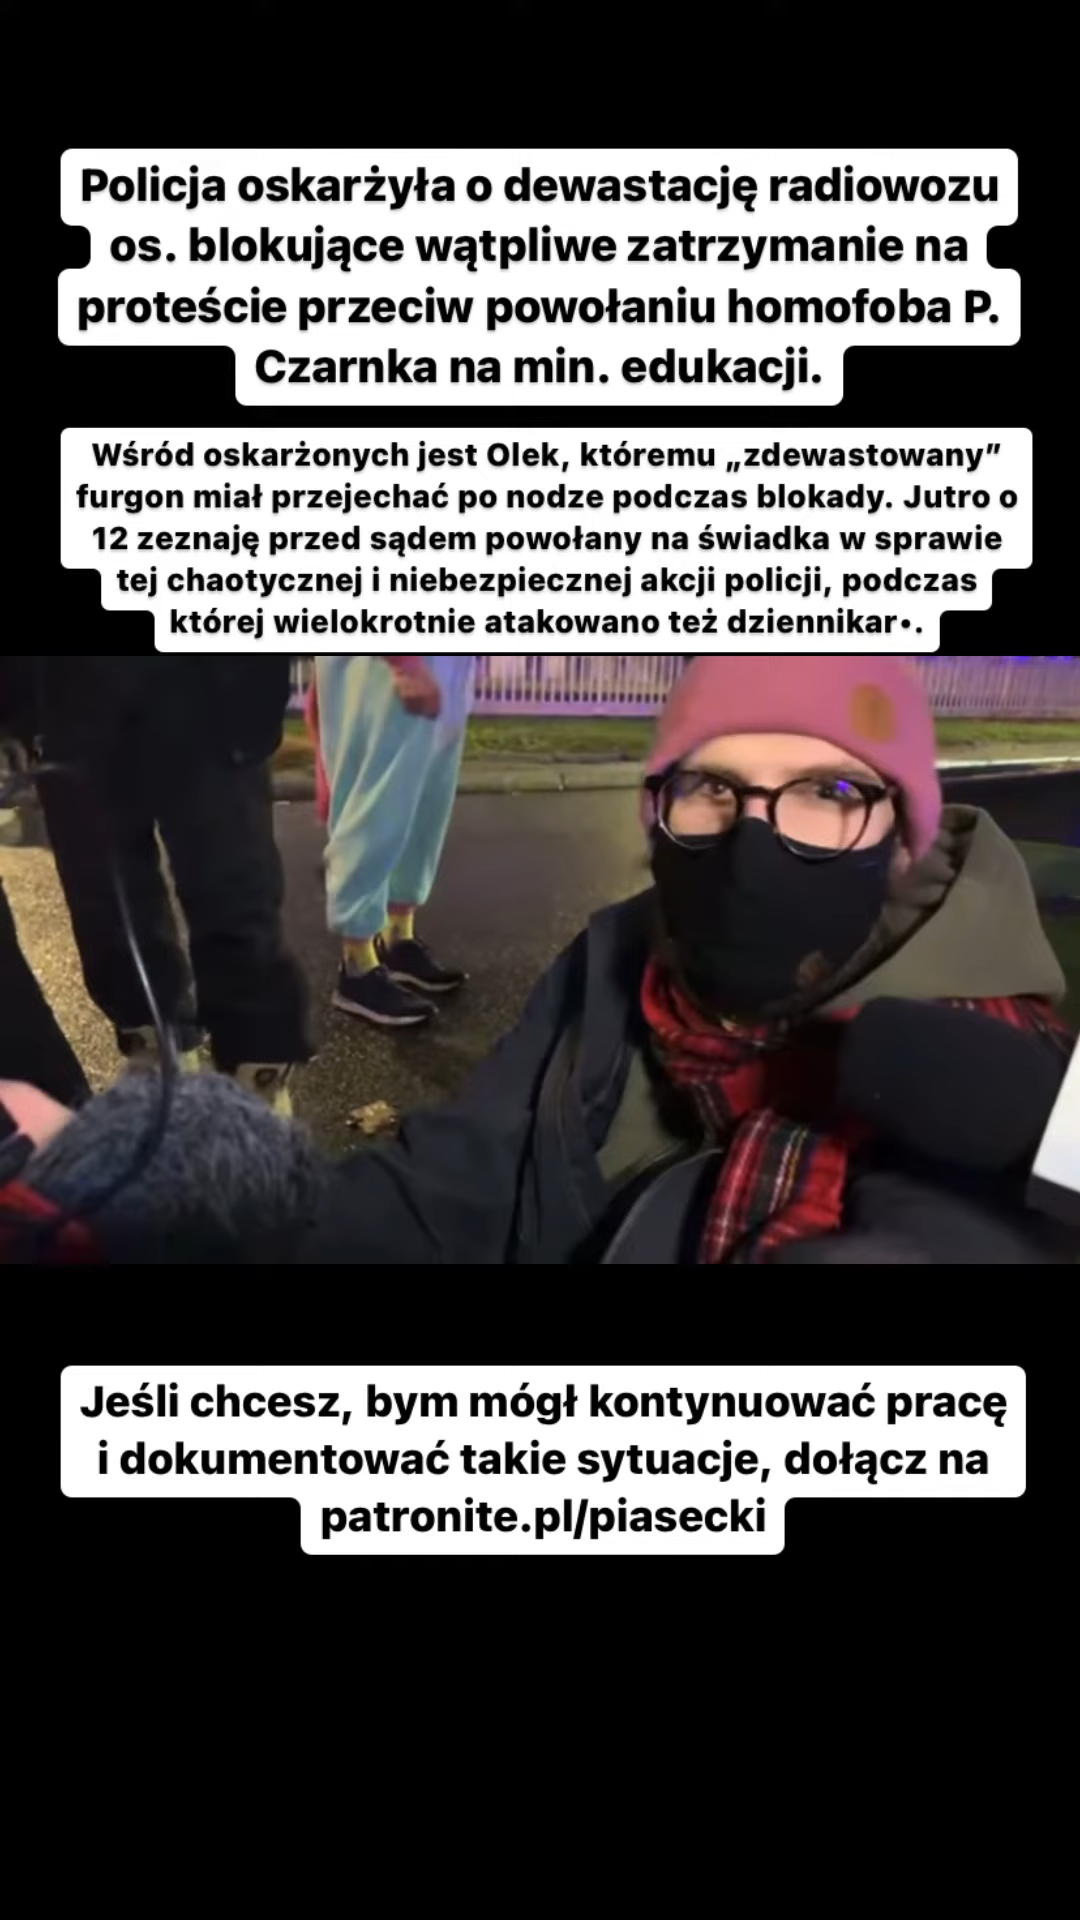 Policja oskarżyła o dewastację radiowozu
os. blokujące wątpliwe zatrzymanie na
proteście przeciw powołaniu homofoba P.
Czarnka na min. edukacji.
Wśród oskarżonych jest Olek, któremu „zdewastowany”
furgon miał przejechać po nodze podczas blokady. Jutro o
12 zeznaję przed sądem powołany na świadka w sprawie
tej chaotycznej i niebezpiecznej akcji policji, podczas
której wielokrotnie atakowano też dziennikar•.
Jeśli chcesz, bym mógł kontynuować pracę
i dokumentować takie sytuacje, dołącz na
patronite.pl/piasecki